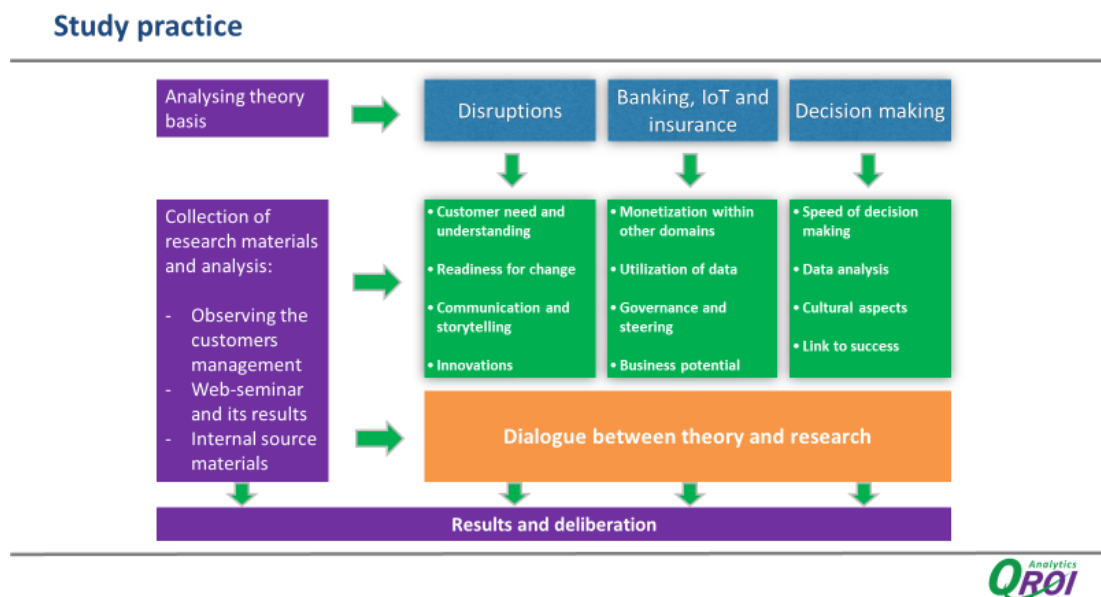 Study practice
Analysing theory
basis
Disruptions
Banking, IoT and
insurance
Decision making
Collection of
research materials
and analysis:
- Observing the
customers
management
- Web-seminar
and its results
- Internal source
materials
• Customer need and
understanding
• Readiness for change
• Communication and
storytelling
• Innovations
• Monetization within
other domains
• Utilization of data
• Governance and
steering
• Business potential
• Speed of decision
making
• Data analysis
• Cultural aspects
• Link to success
Dialogue between theory and research
Results and deliberation
Analytics
QROI